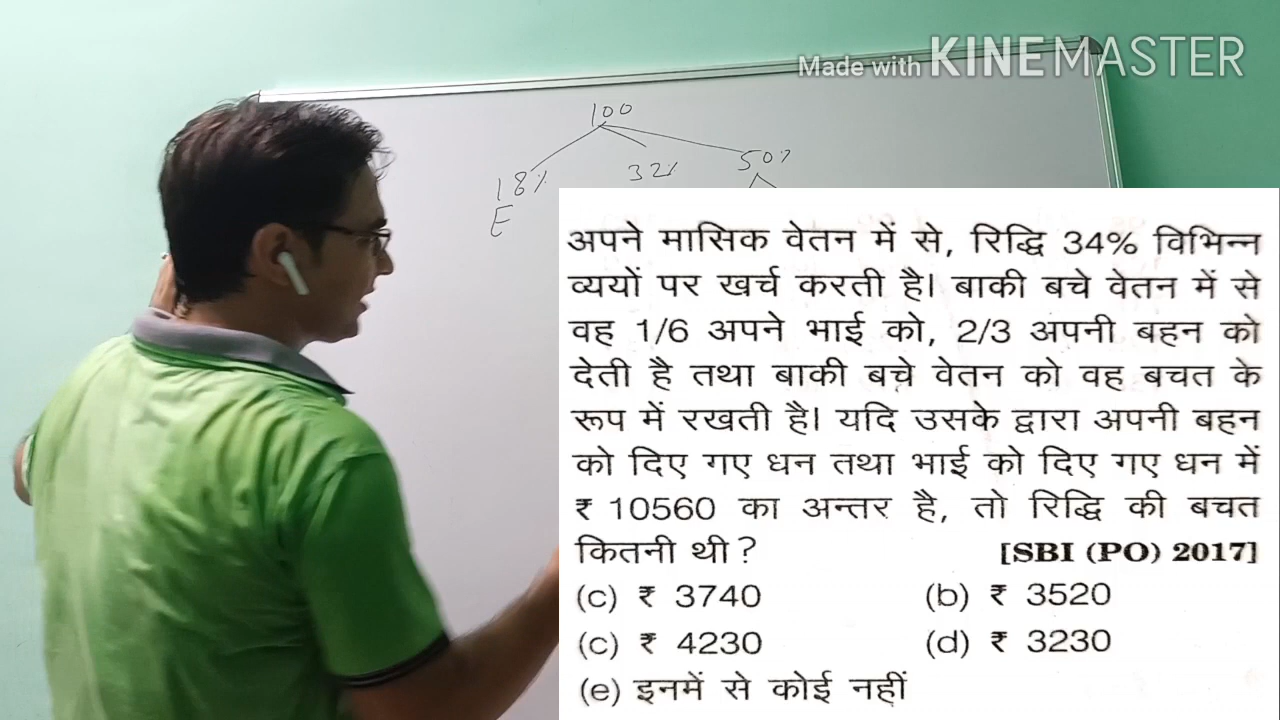 Made with KINEMASTER
100
18% 32% 50%
E
अपने मासिक वेतन में से, रिद्धि 34% विभिन्न
व्ययों पर खर्च करती है। बाकी बचे वेतन में से
वह 1/6 अपने भाई को, 2/3 अपनी बहन को
देती है तथा बाकी बचे वेतन को वह बचत के
रूप में रखती है। यदि उसके द्वारा अपनी बहन
को दिए गए धन तथा भाई को दिए गए धन में
₹ 10560 का अन्तर है, तो रिद्धि की बचत
कितनी थी? [SBI (PO) 2017]
(c) ₹ 3740 (b) ₹ 3520
(c) ₹ 4230 (d) ₹ 3230
(e) इनमें से कोई नहीं